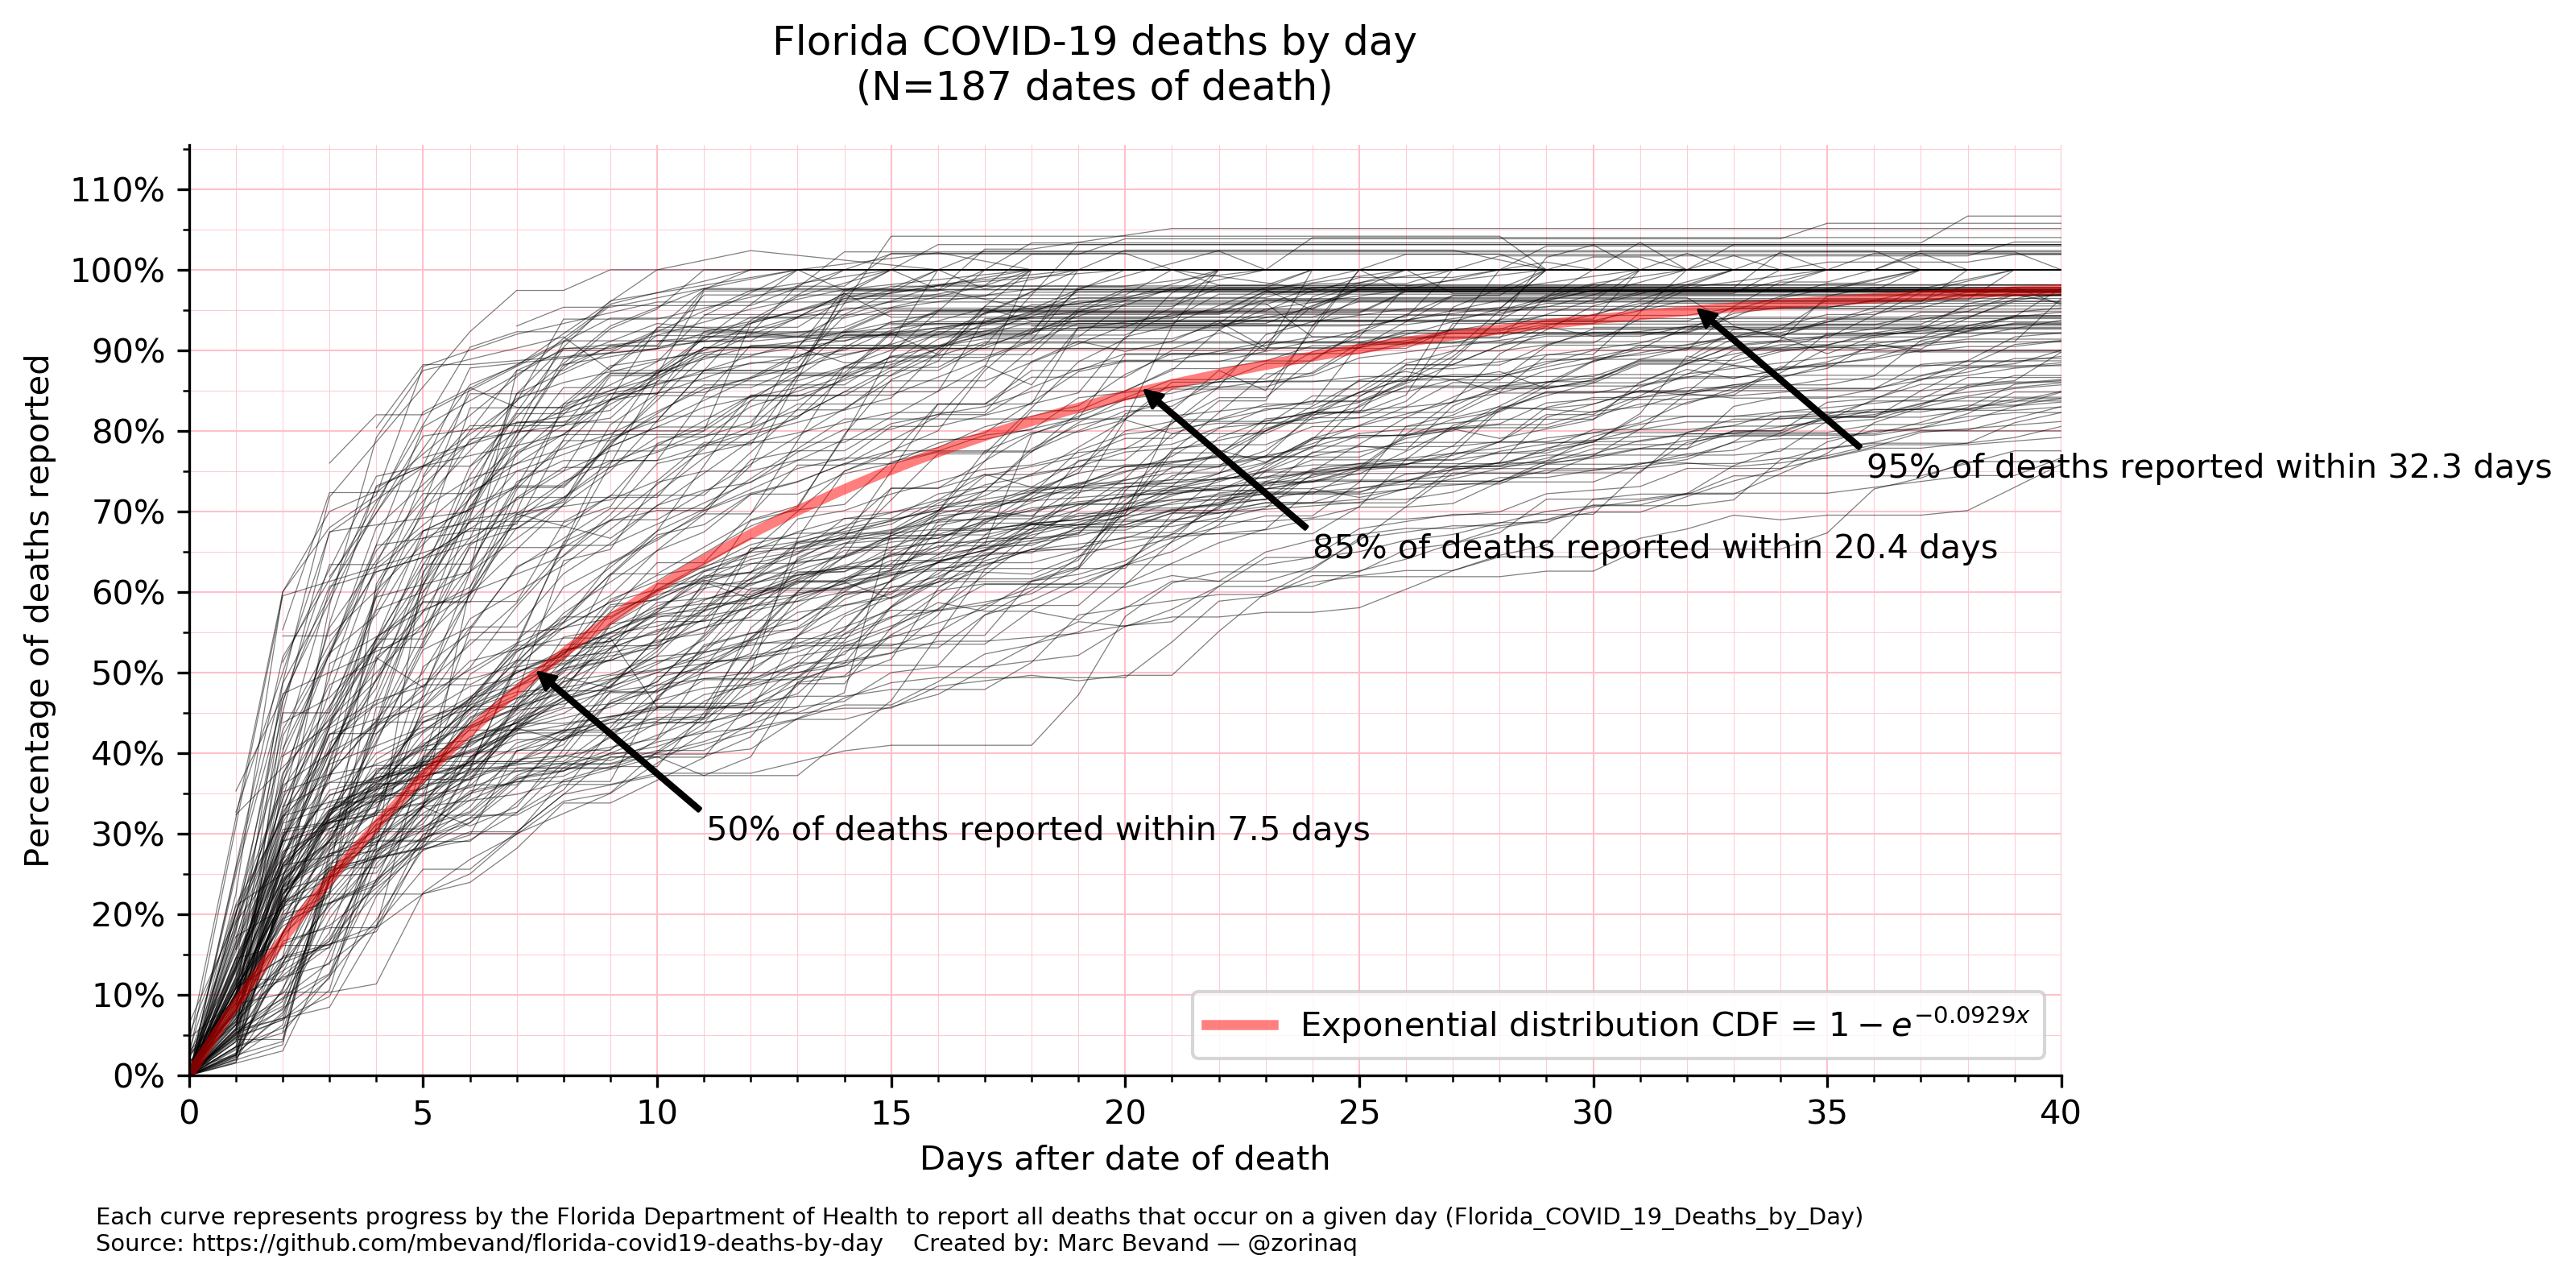 Florida COVID-19 deaths by day
(N=187 dates of death)
Percentage of deaths reported
110%
100%
90%
80%
70%
60%
50%
40%
30%
20%
10%
0%
95% of deaths reported within 32.3 days
85% of deaths reported within 20.4 days
50% of deaths reported within 7.5 days
Exponential distribution CDF = 1 − e^{−0.0929x}
0 5 10 15 20 25 30 35 40
Days after date of death
Each curve represents progress by the Florida Department of Health to report all deaths that occur on a given day (Florida_COVID_19_Deaths_by_Day)
Source: https://github.com/mbevand/florida-covid19-deaths-by-day    Created by: Marc Bevand — @zorinaq